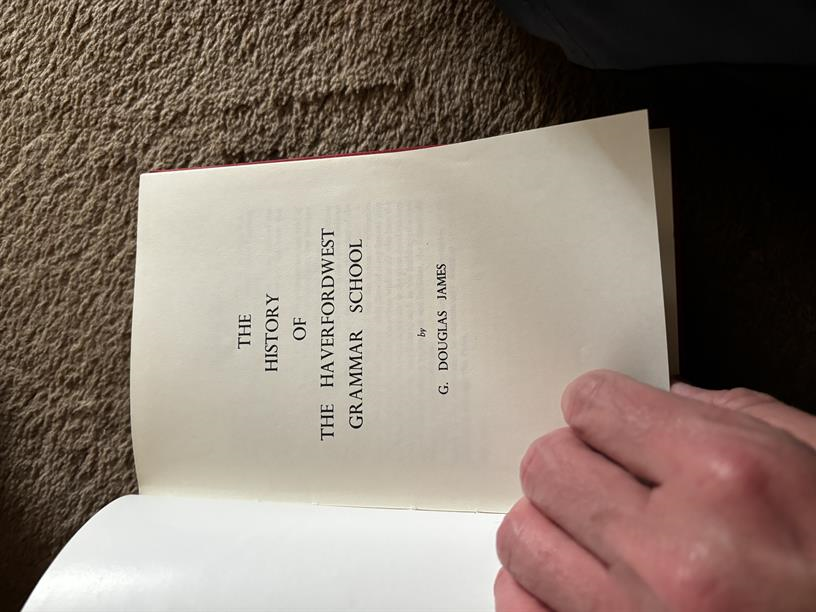 THE
HISTORY
OF
THE HAVERFORDWEST
GRAMMAR SCHOOL
by
G. DOUGLAS JAMES